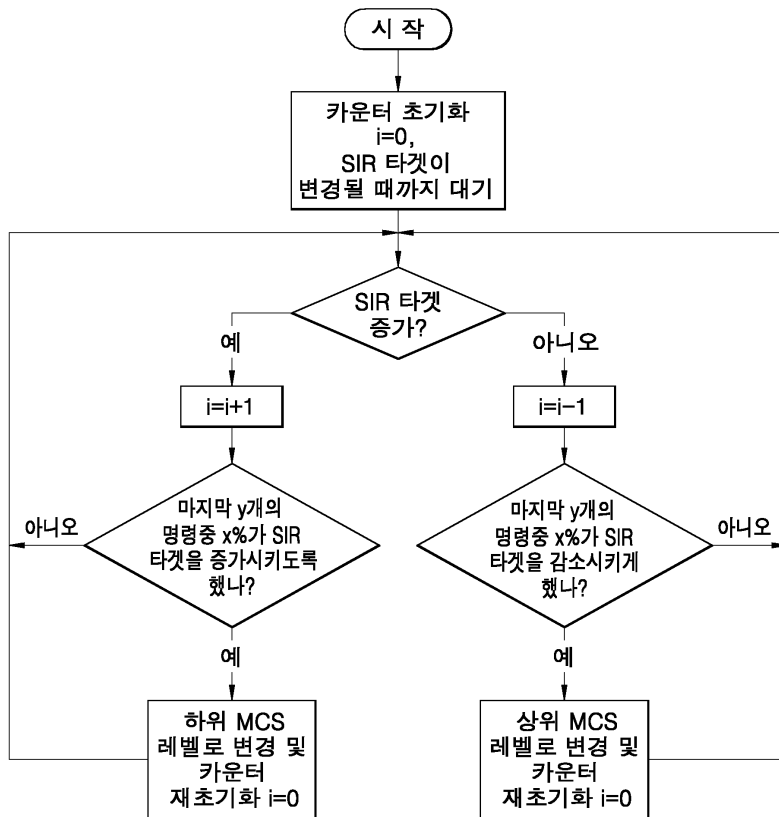 시 작
카운터 초기화
i=0,
SIR 타겟이
변경될 때까지 대기
SIR 타겟
증가?
예
아니오
i=i+1
i=i-1
마지막 y개의
명령중 x%가 SIR
타겟을 증가시키도록
했나?
아니오
마지막 y개의
명령중 x%가 SIR
타겟을 감소시키게
했나?
아니오
예
예
하위 MCS
레벨로 변경 및
카운터
재초기화 i=0
상위 MCS
레벨로 변경 및
카운터
재초기화 i=0